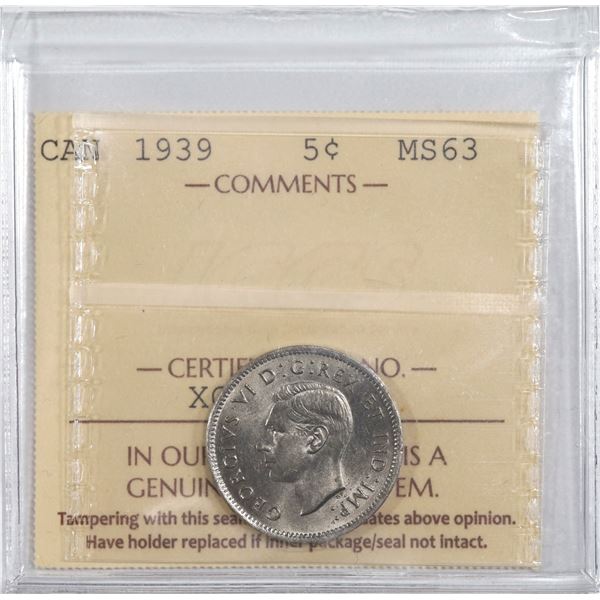 CAN 1939 5¢ MS63
— COMMENTS —
— CERTIF NO. —
IN OU IS A
GENUIN EM.
Tampering with this sea ates above opinion.
Have holder replaced if inner package/seal not intact.
GEORGIVS VI D:G:REX ET IND:IMP: